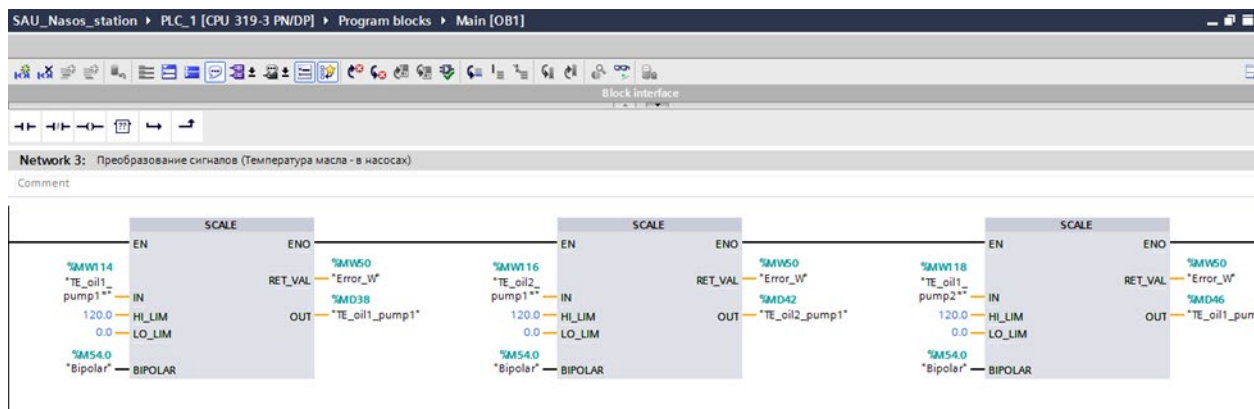 SAU_Nasos_station ▸ PLC_1 [CPU 319-3 PN/DP] ▸ Program blocks ▸ Main [OB1]
Block interface
??
Network 3: Преобразование сигналов (Температура масла - в насосах)
Comment
SCALE
EN ENO
%MW114
"TE_oil1_
pump1*"
IN
120.0 HI_LIM
0.0 LO_LIM
%M54.0
"Bipolar" BIPOLAR
%MW50
RET_VAL "Error_W"
%MD38
OUT "TE_oil1_pump1"
SCALE
EN ENO
%MW116
"TE_oil2_
pump1*"
IN
120.0 HI_LIM
0.0 LO_LIM
%M54.0
"Bipolar" BIPOLAR
%MW50
RET_VAL "Error_W"
%MD42
OUT "TE_oil2_pump1"
SCALE
EN ENO
%MW118
"TE_oil1_
pump2*"
IN
120.0 HI_LIM
0.0 LO_LIM
%M54.0
"Bipolar" BIPOLAR
%MW50
RET_VAL "Error_W"
%MD46
OUT "TE_oil1_pum